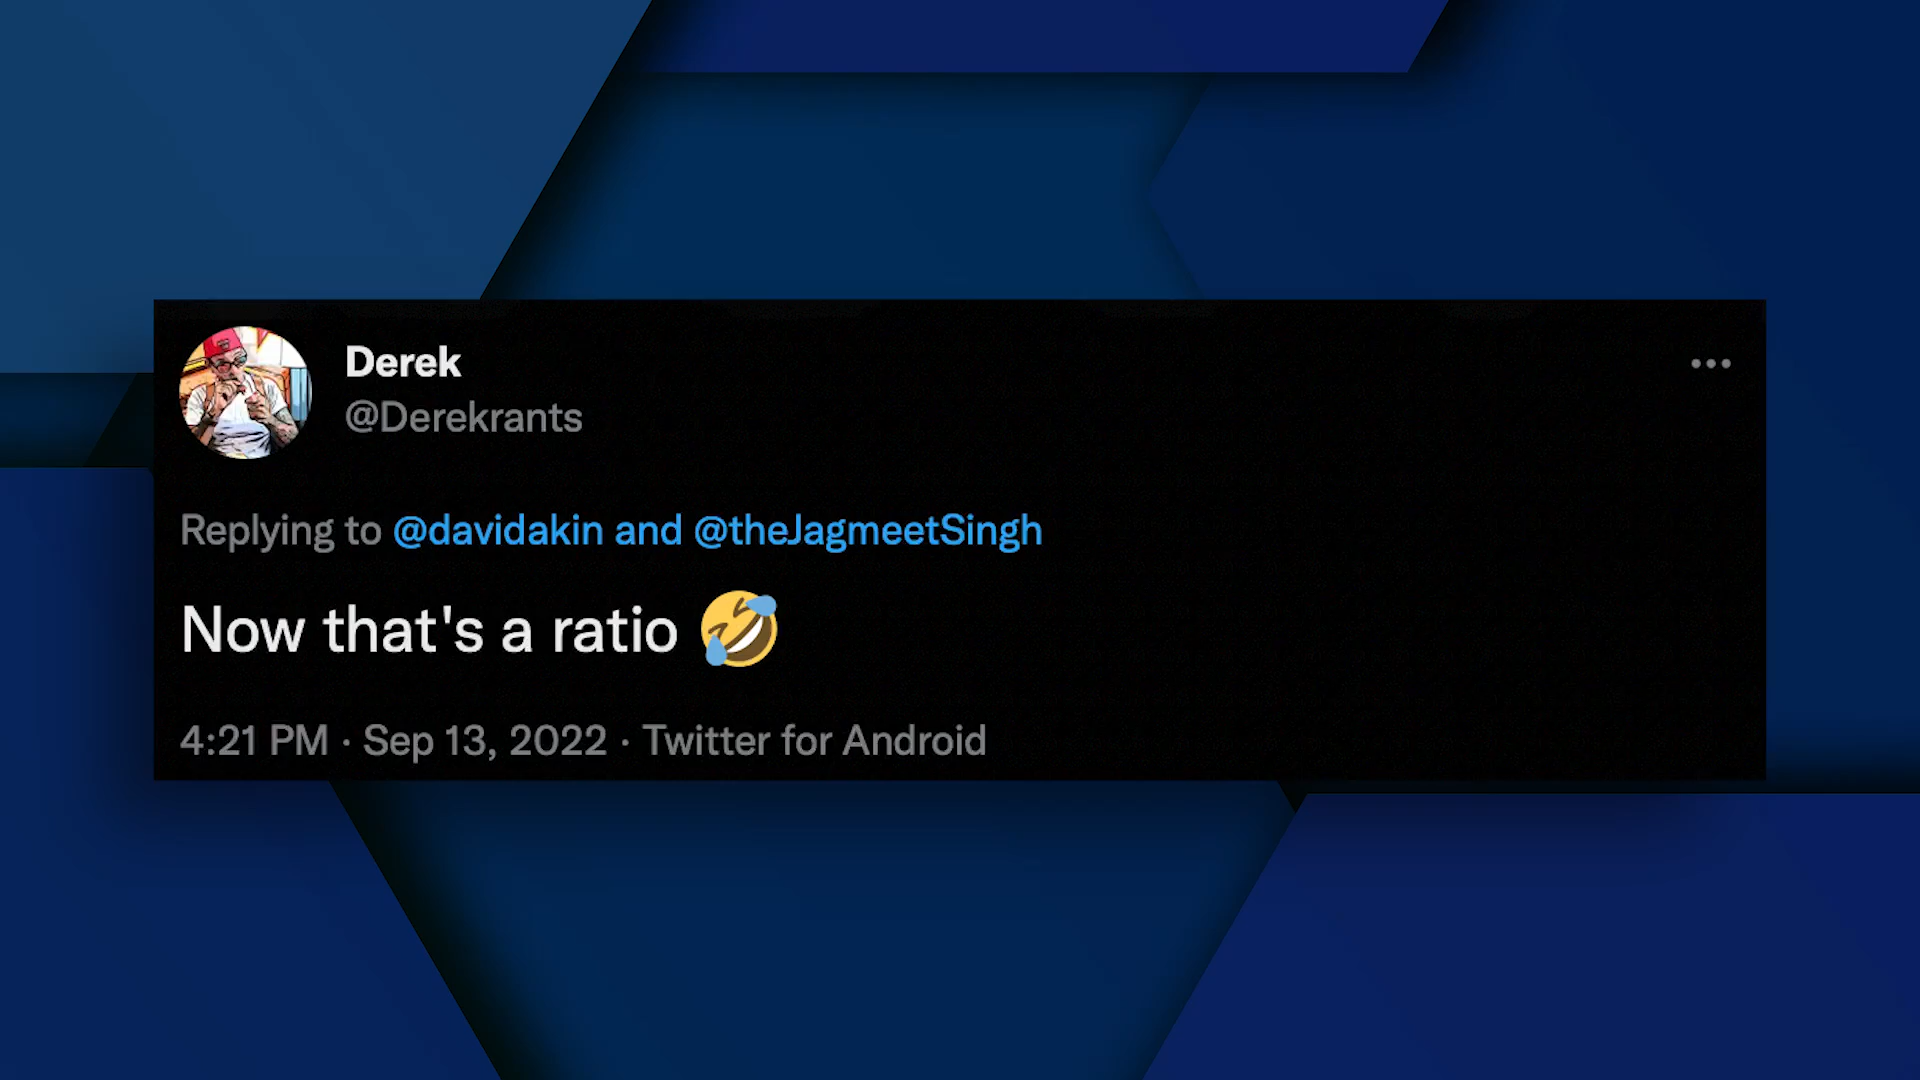 Derek
@Derekrants
Replying to @davidakin and @theJagmeetSingh
Now that's a ratio 🤣
4:21 PM · Sep 13, 2022 · Twitter for Android